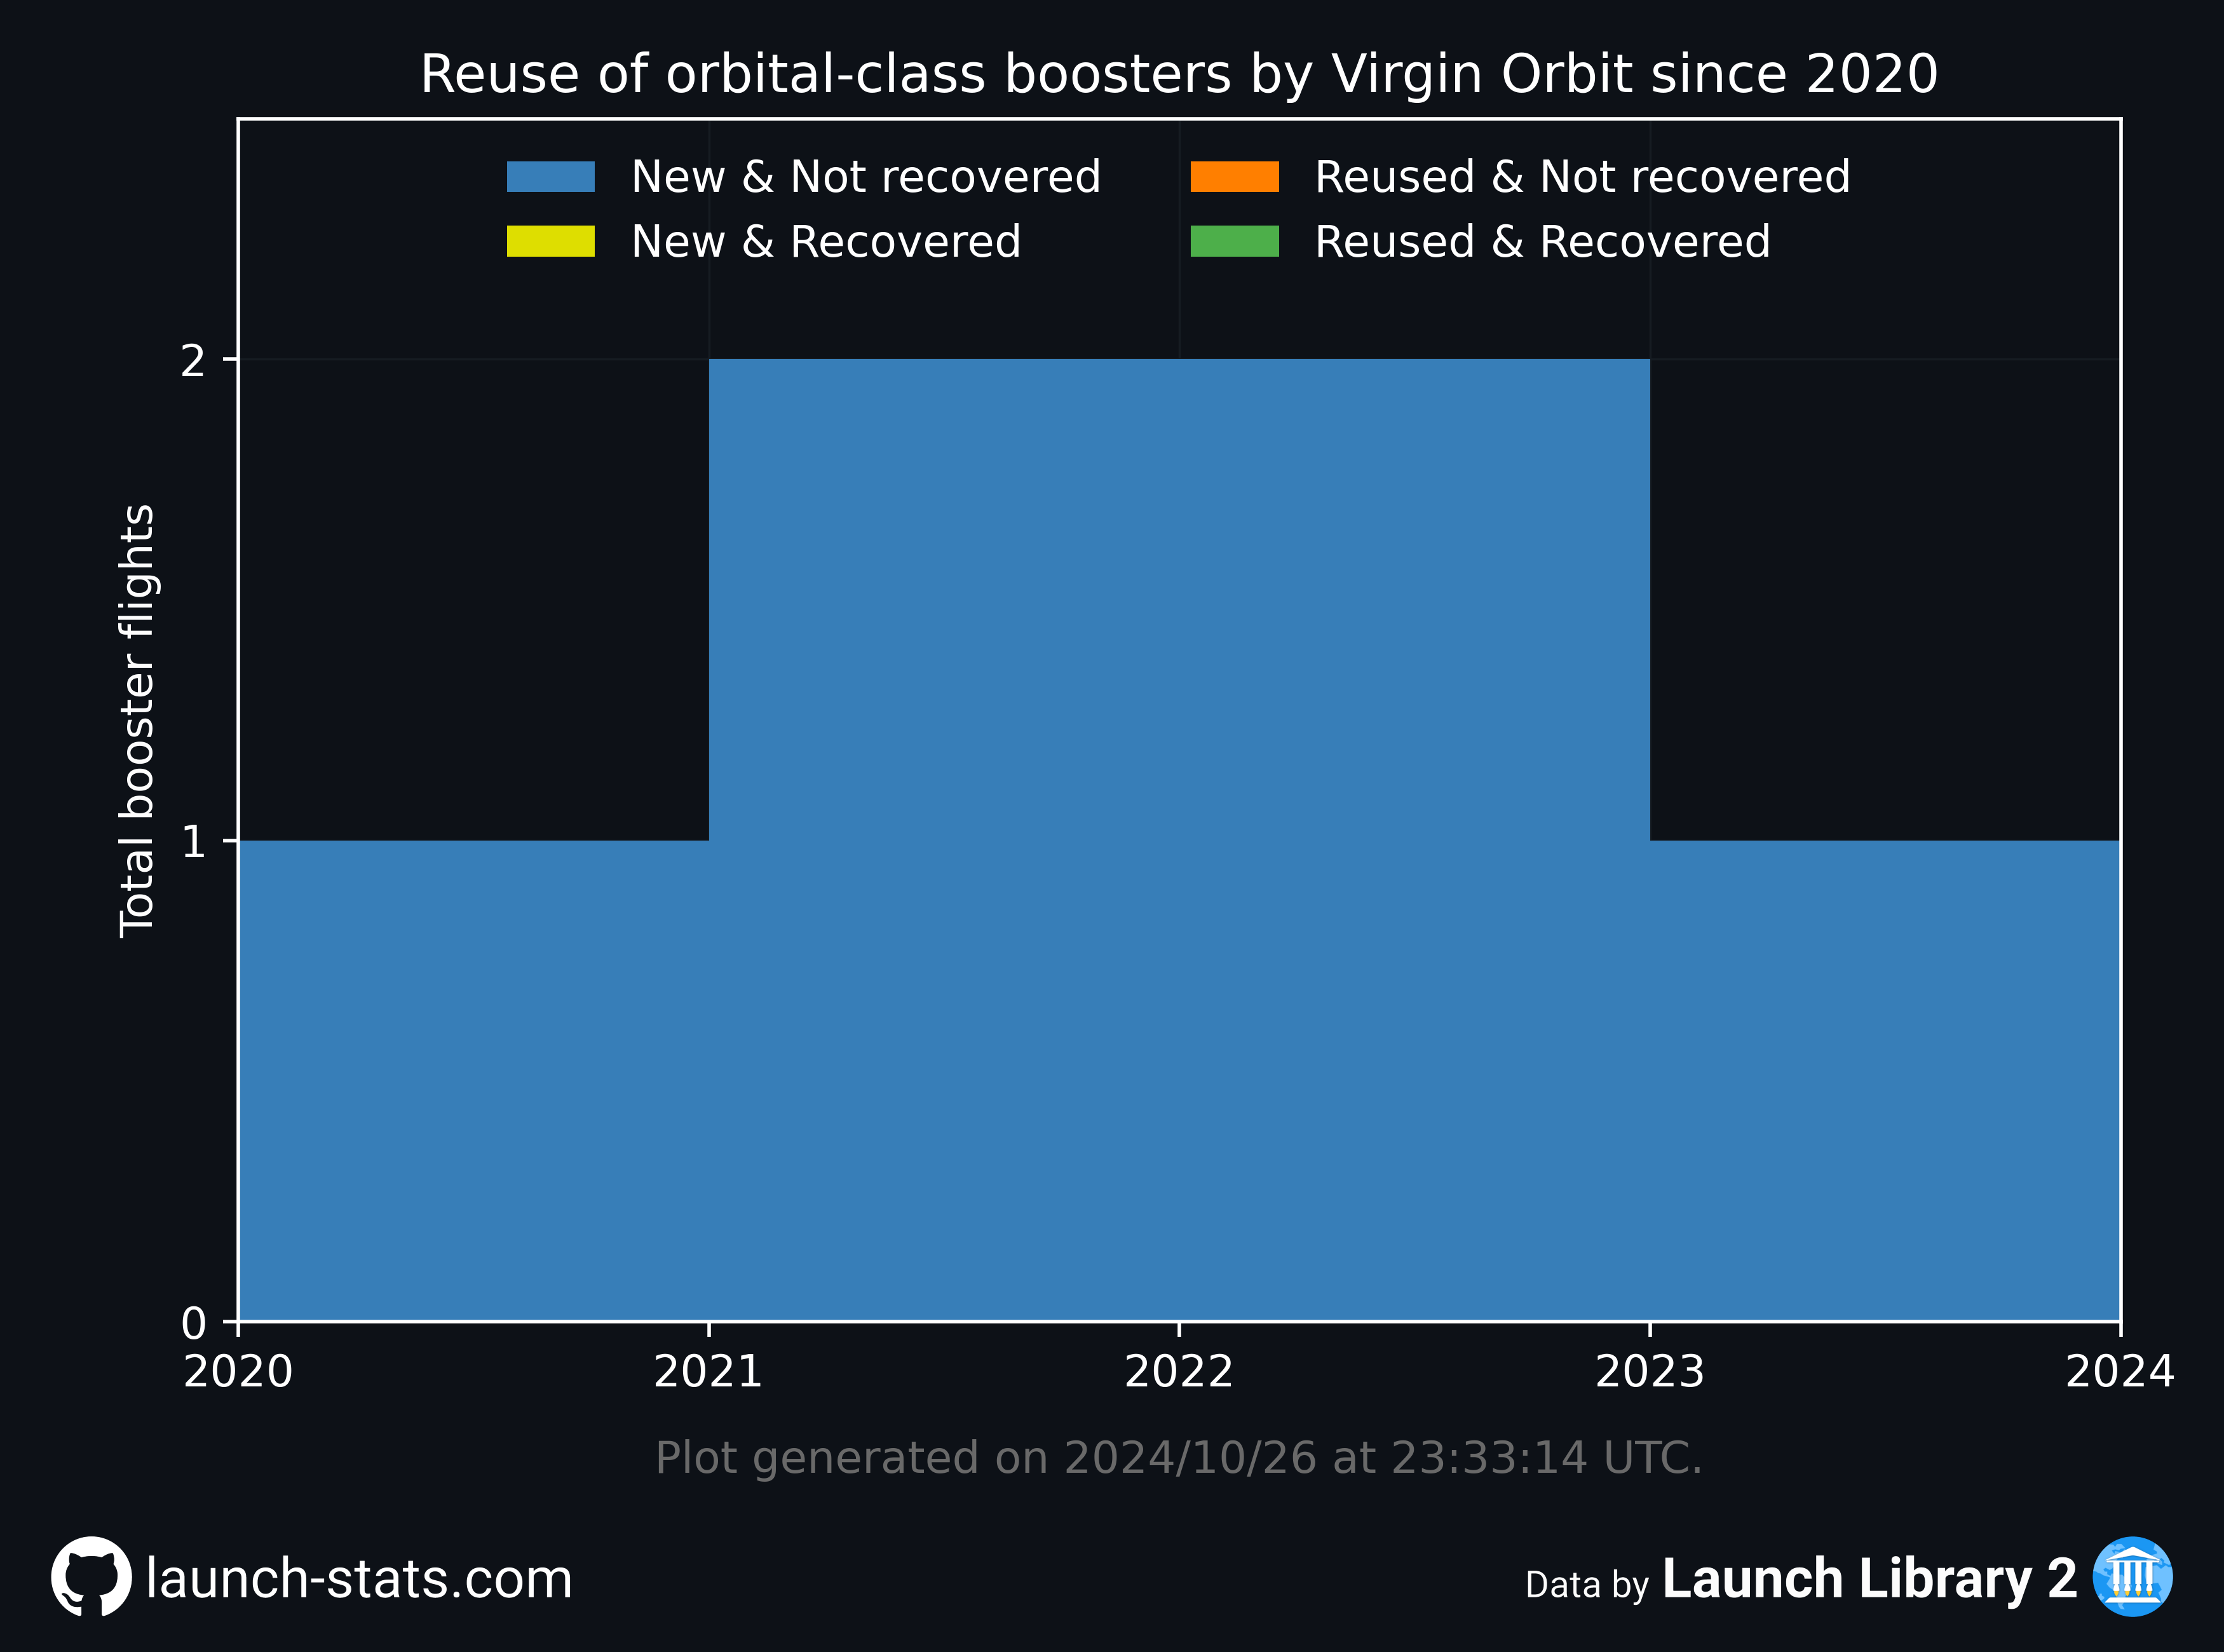 Reuse of orbital-class boosters by Virgin Orbit since 2020
New & Not recovered
New & Recovered
Reused & Not recovered
Reused & Recovered
Total booster flights
2
1
0
2020 2021 2022 2023 2024
Plot generated on 2024/10/26 at 23:33:14 UTC.
launch-stats.com
Data by Launch Library 2